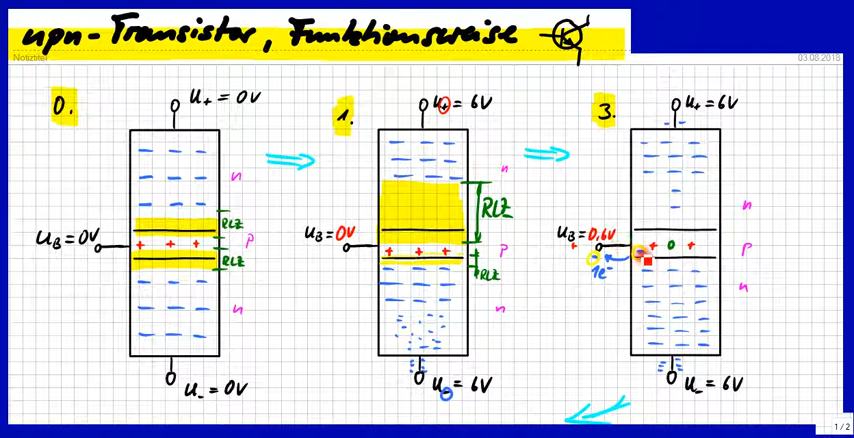 npn-Transistor, Funktionsweise
Notiztitel
03.08.2018
0.
U+ = 0V
n
RLZ
UB = 0V
+ + +
p
RLZ
n
U- = 0V
1.
U+ = 6V
n
RLZ
UB = 0V
+ + +
p
RLZ
n
U- = 6V
3.
U+ = 6V
n
UB = 0,6V
+
+ o +
p
1e-
n
U- = 6V
1 / 2